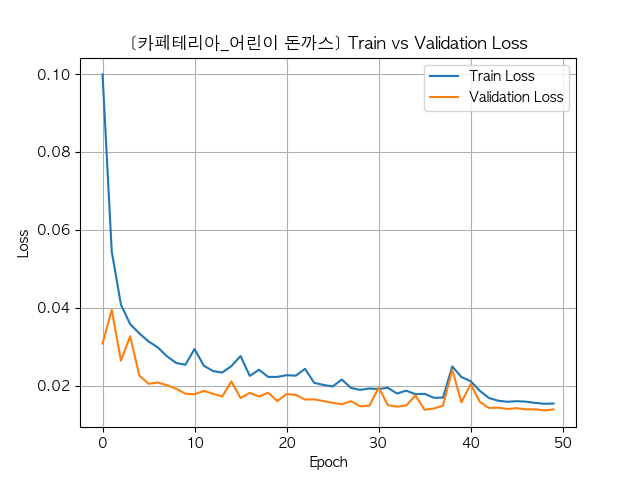 [카페테리아_어린이 돈까스] Train vs Validation Loss
Train Loss
Validation Loss
Loss
0.10
0.08
0.06
0.04
0.02
0 10 20 30 40 50
Epoch